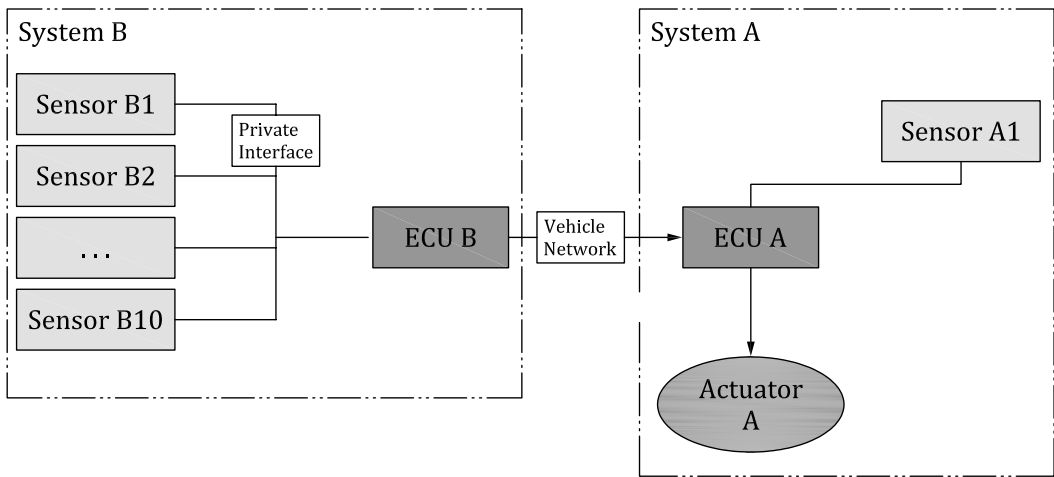 System B
Sensor B1
Private
Interface
Sensor B2
...
Sensor B10
ECU B
Vehicle
Network
System A
Sensor A1
ECU A
Actuator
A